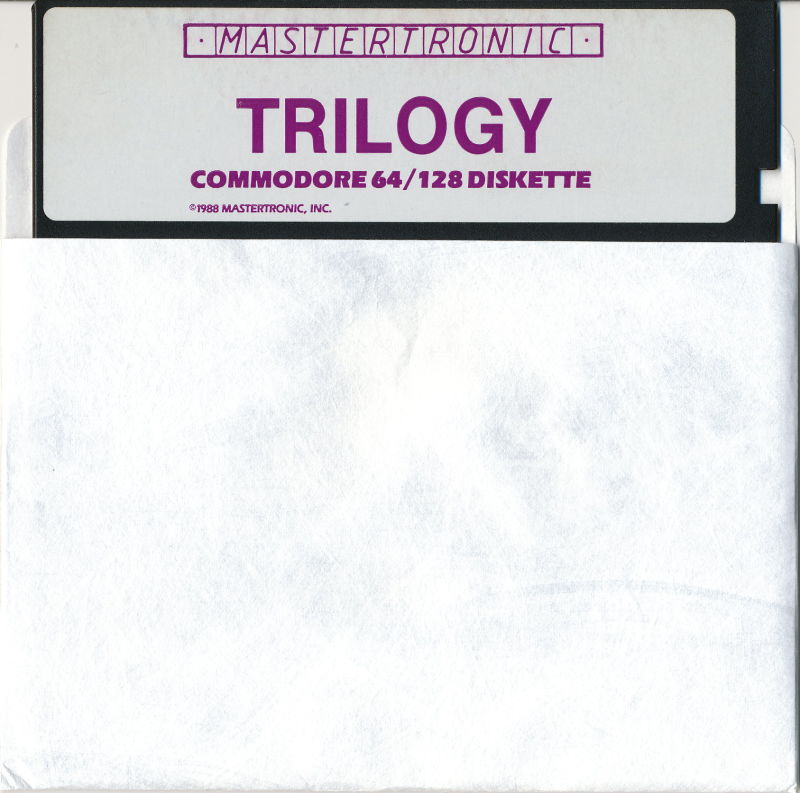 ·MASTERTRONIC·
TRILOGY
COMMODORE 64/128 DISKETTE
©1988 MASTERTRONIC, INC.